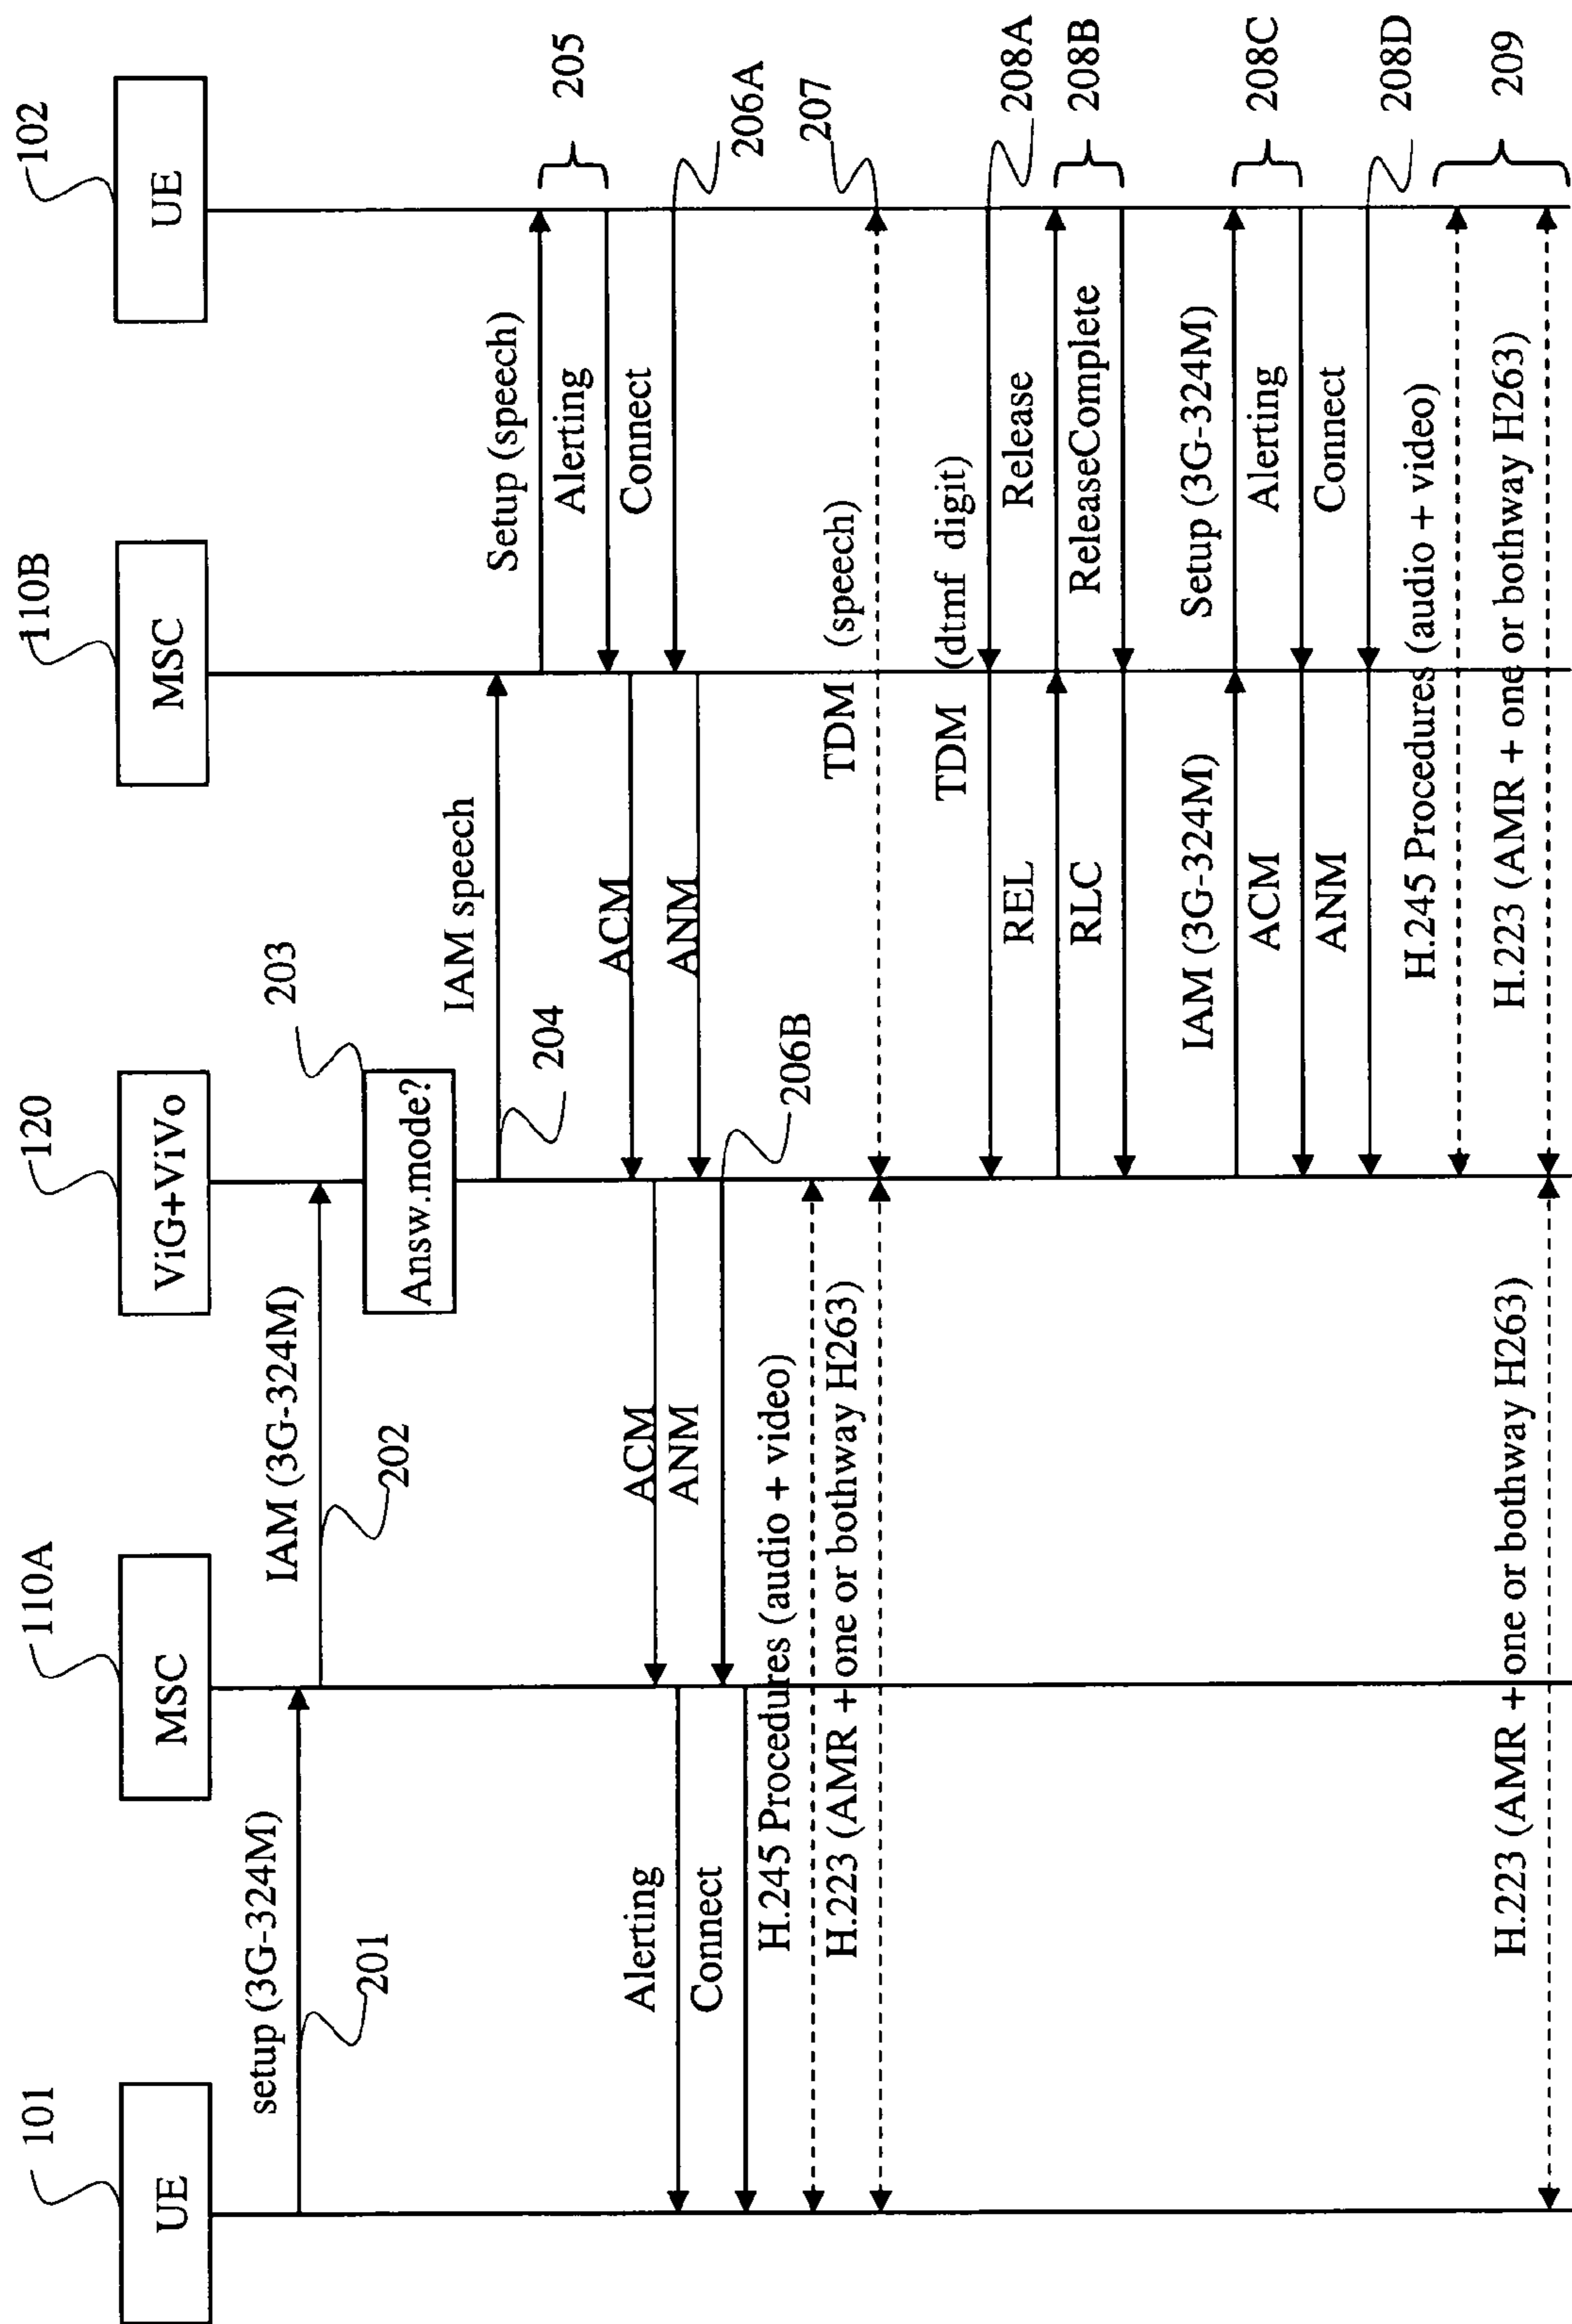 101
UE
110A
MSC
120
ViG+ViVo
110B
MSC
102
UE
setup (3G-324M)
201
IAM (3G-324M)
202
203
Answ.mode?
IAM speech
204
Setup (speech)
Alerting
205
Connect
206A
ACM
ANM
ACM
ANM
206B
Alerting
Connect
H.245 Procedures (audio + video)
H.223 (AMR + one or bothway H263)
TDM (speech)
207
TDM (dtmf digit)
208A
REL
Release
208B
RLC
ReleaseComplete
IAM (3G-324M)
Setup (3G-324M)
208C
ACM
Alerting
ANM
Connect
208D
H.245 Procedures (audio + video)
209
H.223 (AMR + one or bothway H263)
H.223 (AMR + one or bothway H263)